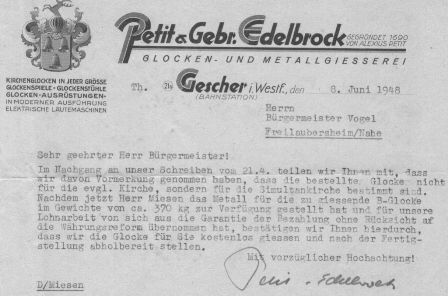 Petit & Gebr. Edelbrock
GEGRÜNDET 1690
VON ALEXIUS PETIT
GLOCKEN- UND METALLGIESSEREI
KIRCHENGLOCKEN IN JEDER GRÖSSE
GLOCKENSPIELE · GLOCKENSTÜHLE
GLOCKEN-AUSRÜSTUNGEN
IN MODERNER AUSFÜHRUNG
ELEKTRISCHE LÄUTEMASCHINEN
Th. (21) Gescher i. Westf., den 8. Juni 1948
(BAHNSTATION)
Herrn
Bürgermeister Vogel
Freilaubersheim/Nahe
Sehr geehrter Herr Bürgermeister!
Im Nachgang an unser Schreiben vom 21.4. teilen wir Ihnen mit, dass
wir davon Vormerkung genommen haben, dass die bestellte Glocke nicht
für die evgl. Kirche, sondern für die Simultankirche bestimmt sind.
Nachdem jetzt Herr Miesen das Metall für die zu giessende B-Glocke
im Gewichte von ca. 370 kg zur Verfügung gestellt hat und für unsere
Lohnarbeit von sich aus die Garantie der Bezahlung ohne Rücksicht auf
die Währungsreform übernommen hat, bestätigen wir Ihnen hierdurch,
dass wir die Glocke für Sie kostenlos giessen und nach der Fertig-
stellung abholbereit stellen.
Mit vorzüglicher Hochachtung!
Petit & Edelbrock
D/Miesen